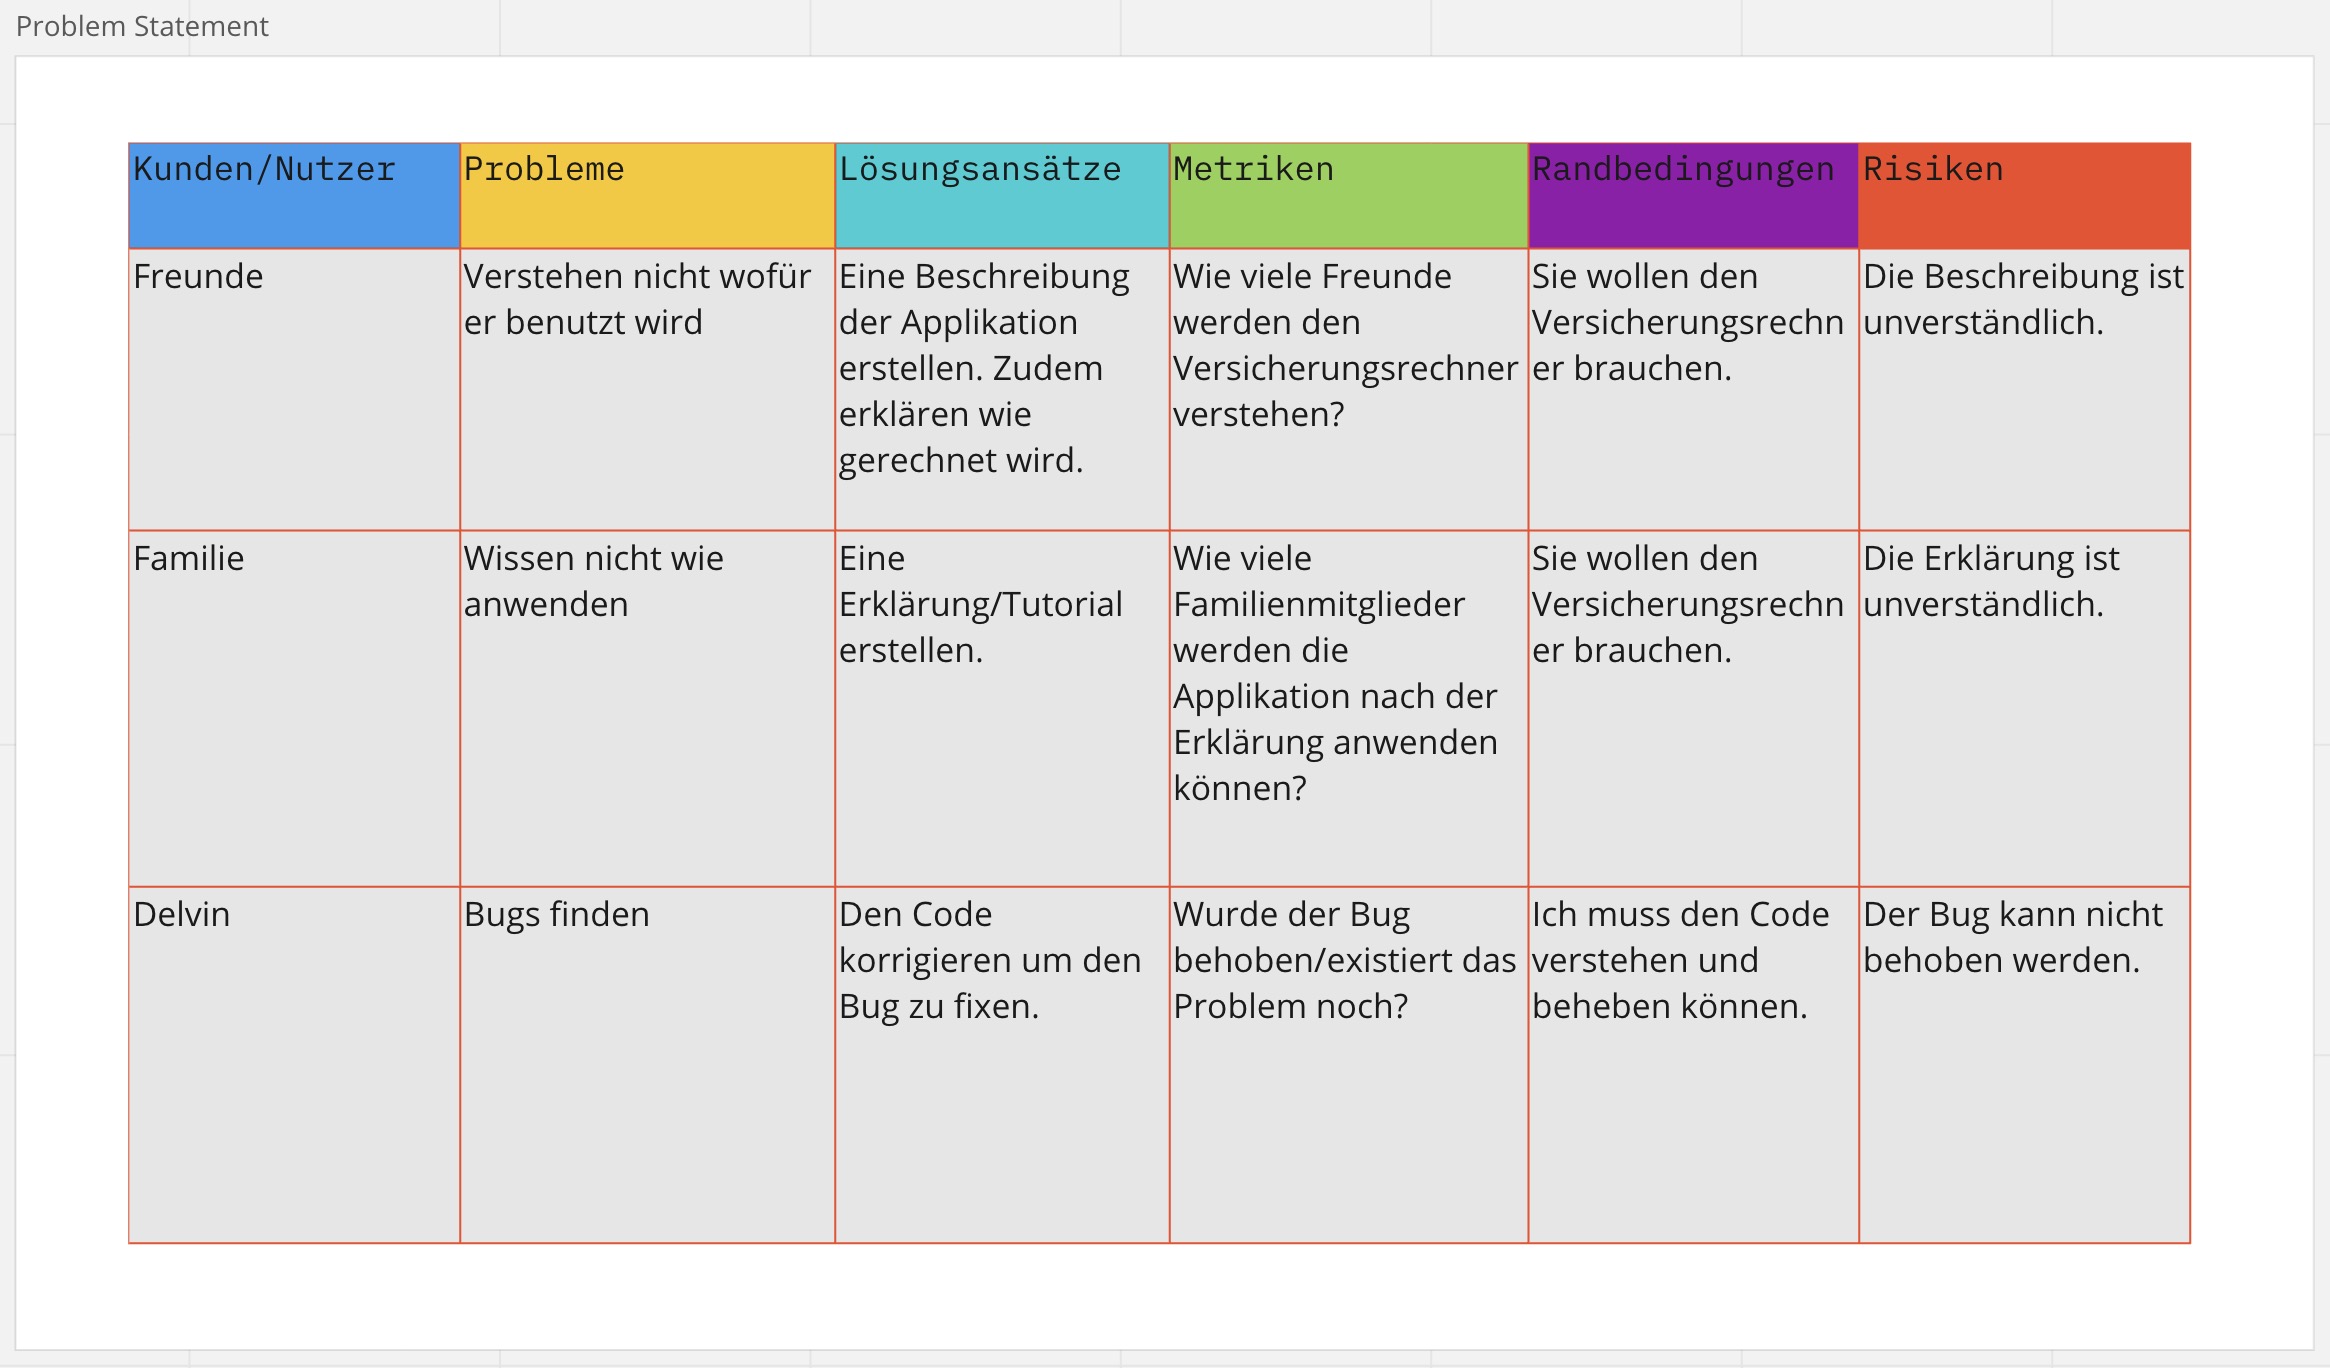 Problem Statement
Kunden/Nutzer
Probleme
Lösungsansätze
Metriken
Randbedingungen
Risiken
Freunde
Verstehen nicht wofür
er benutzt wird
Eine Beschreibung
der Applikation
erstellen. Zudem
erklären wie
gerechnet wird.
Wie viele Freunde
werden den
Versicherungsrechner
verstehen?
Sie wollen den
Versicherungsrechn
er brauchen.
Die Beschreibung ist
unverständlich.
Familie
Wissen nicht wie
anwenden
Eine
Erklärung/Tutorial
erstellen.
Wie viele
Familienmitglieder
werden die
Applikation nach der
Erklärung anwenden
können?
Sie wollen den
Versicherungsrechn
er brauchen.
Die Erklärung ist
unverständlich.
Delvin
Bugs finden
Den Code
korrigieren um den
Bug zu fixen.
Wurde der Bug
behoben/existiert das
Problem noch?
Ich muss den Code
verstehen und
beheben können.
Der Bug kann nicht
behoben werden.